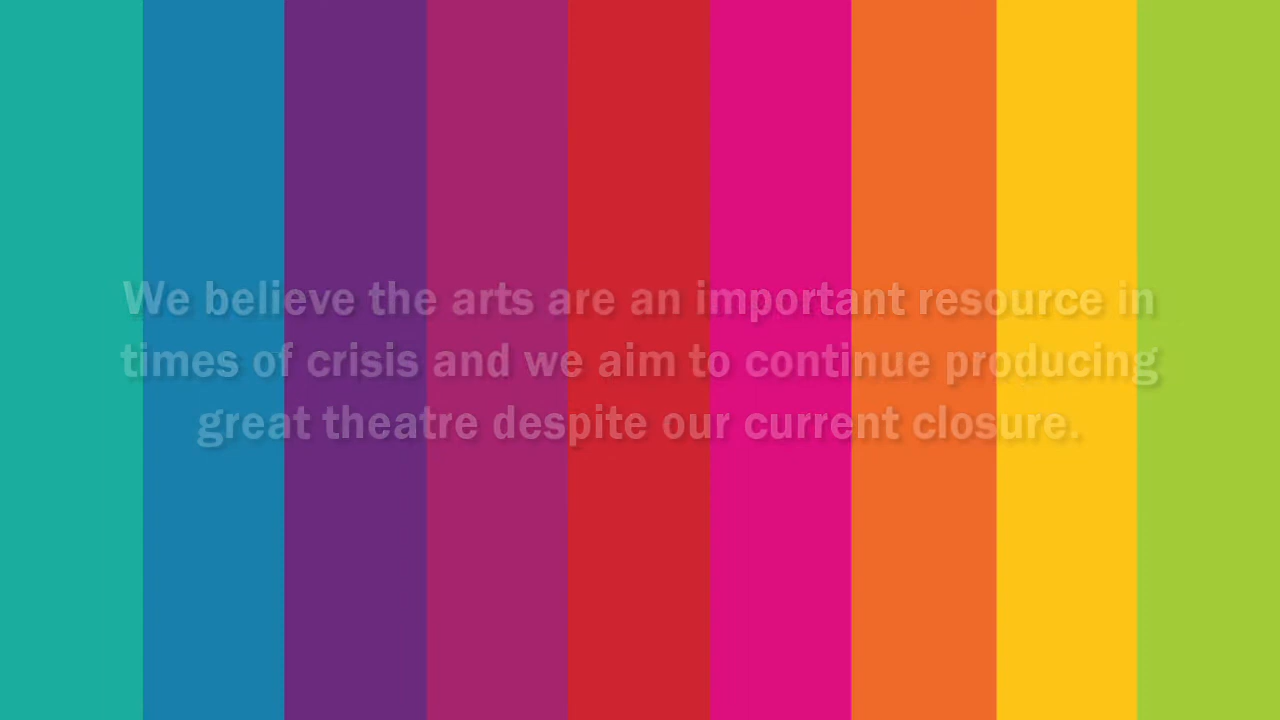 We believe the arts are an important resource in
times of crisis and we aim to continue producing
great theatre despite our current closure.